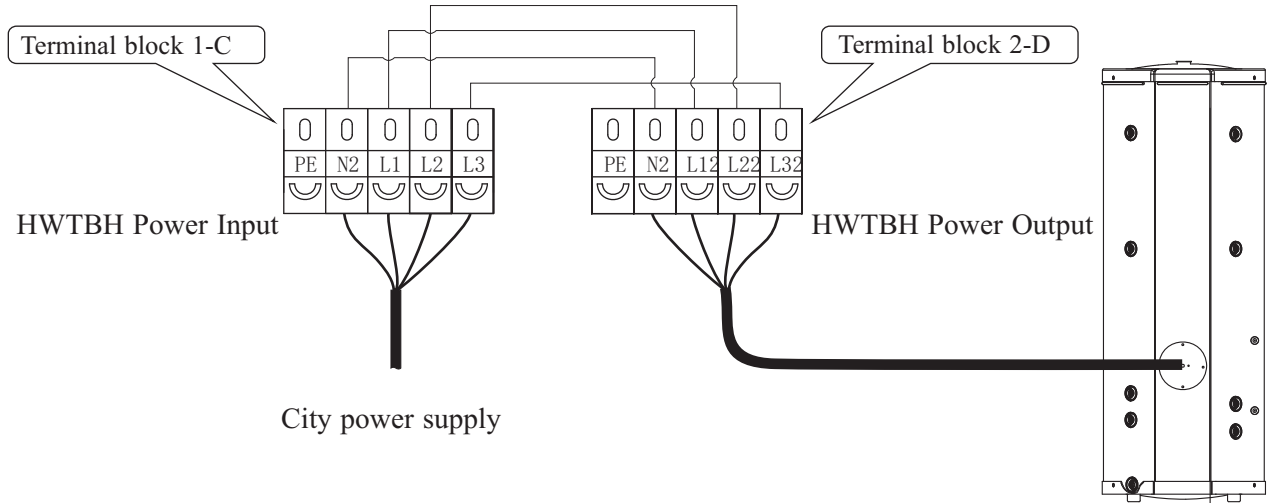 Terminal block 1-C
Terminal block 2-D
PE N2 L1 L2 L3
PE N2 L12 L22 L32
HWTBH Power Input
HWTBH Power Output
City power supply